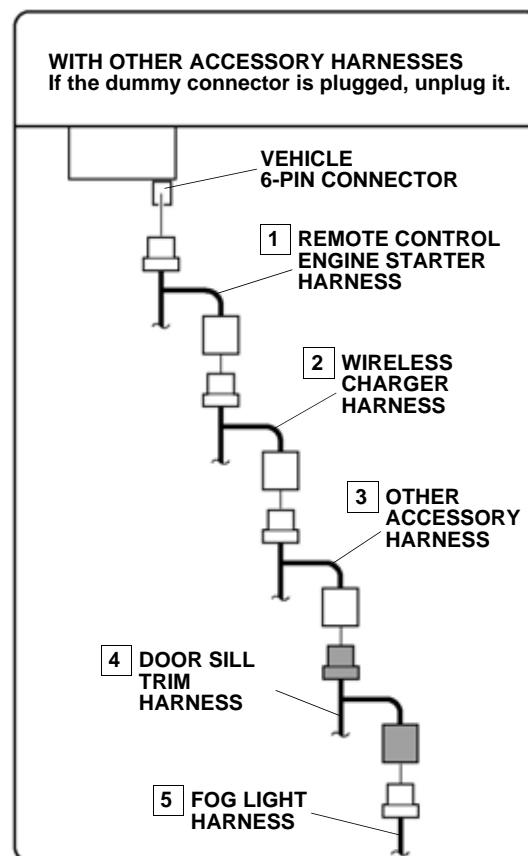 WITH OTHER ACCESSORY HARNESSES
If the dummy connector is plugged, unplug it.
VEHICLE
6-PIN CONNECTOR
1 REMOTE CONTROL
ENGINE STARTER
HARNESS
2 WIRELESS
CHARGER
HARNESS
3 OTHER
ACCESSORY
HARNESS
4 DOOR SILL
TRIM
HARNESS
5 FOG LIGHT
HARNESS